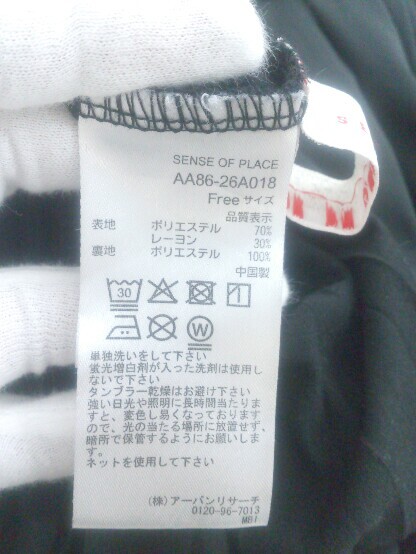 SENSE OF PLACE
AA86-26A018
Freeサイズ
品質表示
表地 ポリエステル 70%
レーヨン 30%
裏地 ポリエステル 100%
中国製
30
W
単独洗いをして下さい
蛍光増白剤が入った洗剤は使用し
ないで下さい
タンブラー乾燥はお避け下さい
強い日光や照明に長時間当たりま
すと、変色し易くなっております
ので、光の当たる場所に放置せず、
暗所で保管するようにお願いしま
す。
ネットを使用して下さい
(株)アーバンリサーチ
0120-96-7013